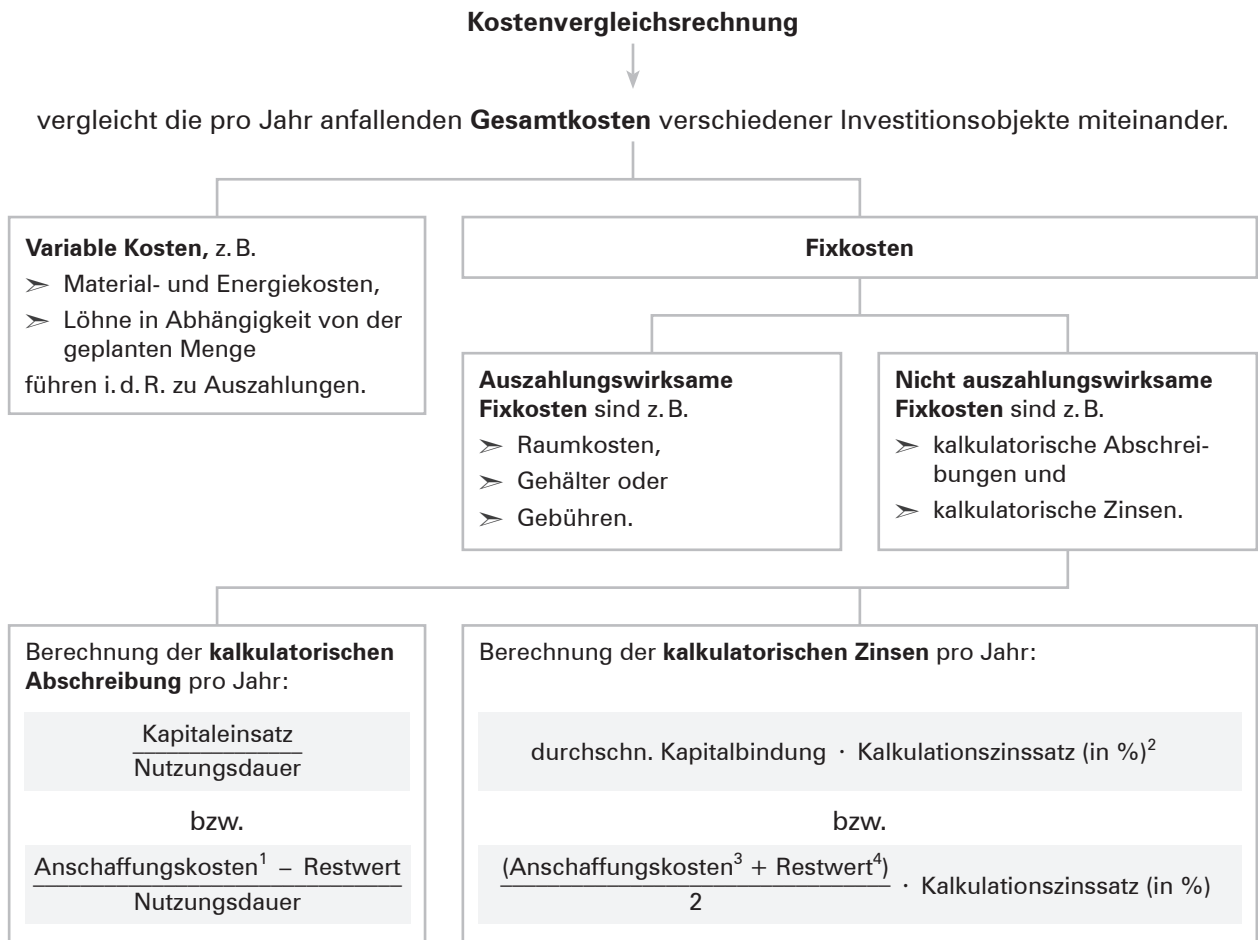 Kostenvergleichsrechnung
vergleicht die pro Jahr anfallenden Gesamtkosten verschiedener Investitionsobjekte miteinander.
Variable Kosten, z. B.
➣ Material- und Energiekosten,
➣ Löhne in Abhängigkeit von der
geplanten Menge
führen i. d. R. zu Auszahlungen.
Fixkosten
Auszahlungswirksame
Fixkosten sind z. B.
➣ Raumkosten,
➣ Gehälter oder
➣ Gebühren.
Nicht auszahlungswirksame
Fixkosten sind z. B.
➣ kalkulatorische Abschrei-
bungen und
➣ kalkulatorische Zinsen.
Berechnung der kalkulatorischen
Abschreibung pro Jahr:
Kapitaleinsatz
Nutzungsdauer
bzw.
Anschaffungskosten¹ – Restwert
Nutzungsdauer
Berechnung der kalkulatorischen Zinsen pro Jahr:
durchschn. Kapitalbindung · Kalkulationszinssatz (in %)²
bzw.
(Anschaffungskosten³ + Restwert⁴)
2
· Kalkulationszinssatz (in %)